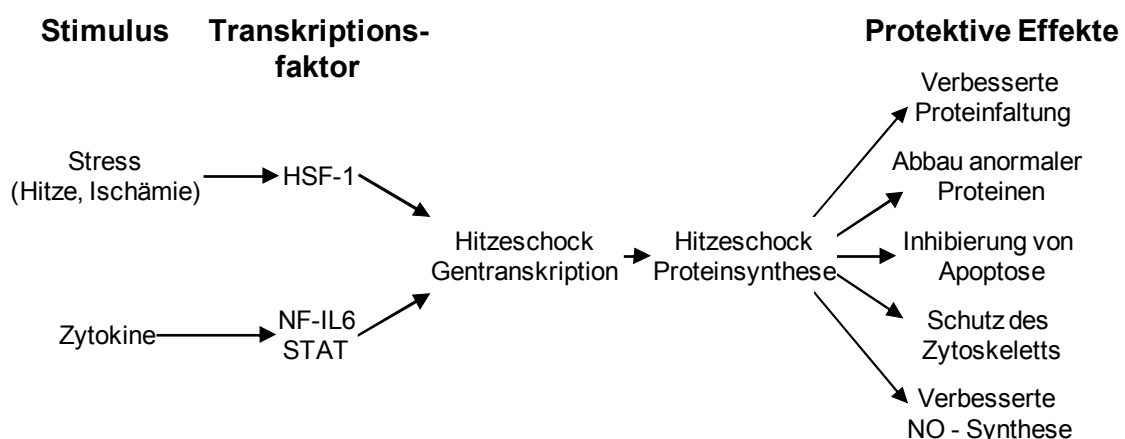 Stimulus
Transkriptions-
faktor
Protektive Effekte
Stress
(Hitze, Ischämie)
HSF-1
Zytokine
NF-IL6
STAT
Hitzeschock
Gentranskription
Hitzeschock
Proteinsynthese
Verbesserte
Proteinfaltung
Abbau anormaler
Proteinen
Inhibierung von
Apoptose
Schutz des
Zytoskeletts
Verbesserte
NO - Synthese